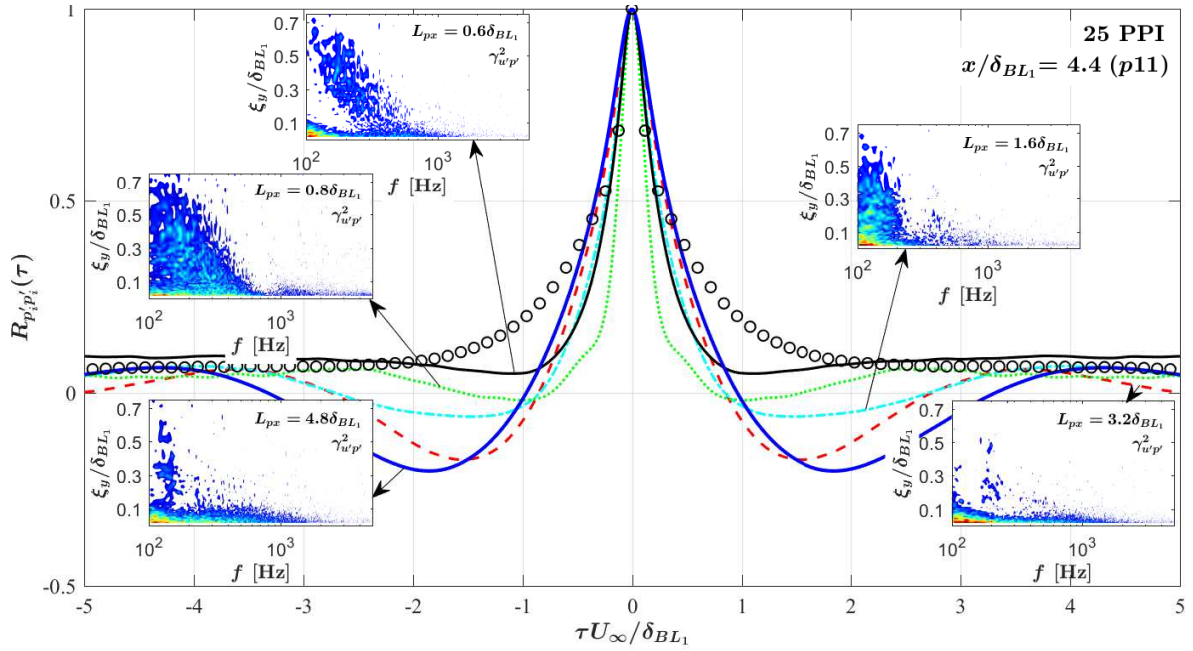 25 PPI
x/δ_{BL_1} = 4.4 (p11)
R_{p'_i p'_i}(τ)
1
0.5
0
-0.5
-5 -4 -3 -2 -1 0 1 2 3 4 5
τU_∞/δ_{BL_1}
L_{px} = 0.6δ_{BL_1}
γ²_{u'p'}
ξ_y/δ_{BL_1}
0.7
0.5
0.3
0.1
10² 10³
f [Hz]
L_{px} = 0.8δ_{BL_1}
γ²_{u'p'}
ξ_y/δ_{BL_1}
0.7
0.5
0.3
0.1
10² 10³
f [Hz]
L_{px} = 1.6δ_{BL_1}
γ²_{u'p'}
ξ_y/δ_{BL_1}
0.7
0.5
0.3
0.1
10² 10³
f [Hz]
L_{px} = 4.8δ_{BL_1}
γ²_{u'p'}
ξ_y/δ_{BL_1}
0.7
0.5
0.3
0.1
10² 10³
f [Hz]
L_{px} = 3.2δ_{BL_1}
γ²_{u'p'}
ξ_y/δ_{BL_1}
0.7
0.5
0.3
0.1
10² 10³
f [Hz]